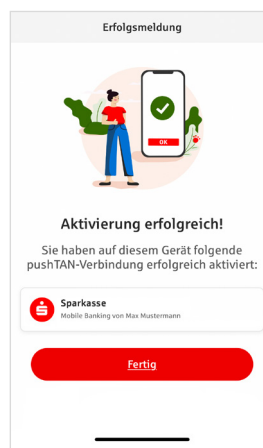 Erfolgsmeldung
OK
Aktivierung erfolgreich!
Sie haben auf diesem Gerät folgende
pushTAN-Verbindung erfolgreich aktiviert:
Sparkasse
Mobile Banking von Max Mustermann
Fertig